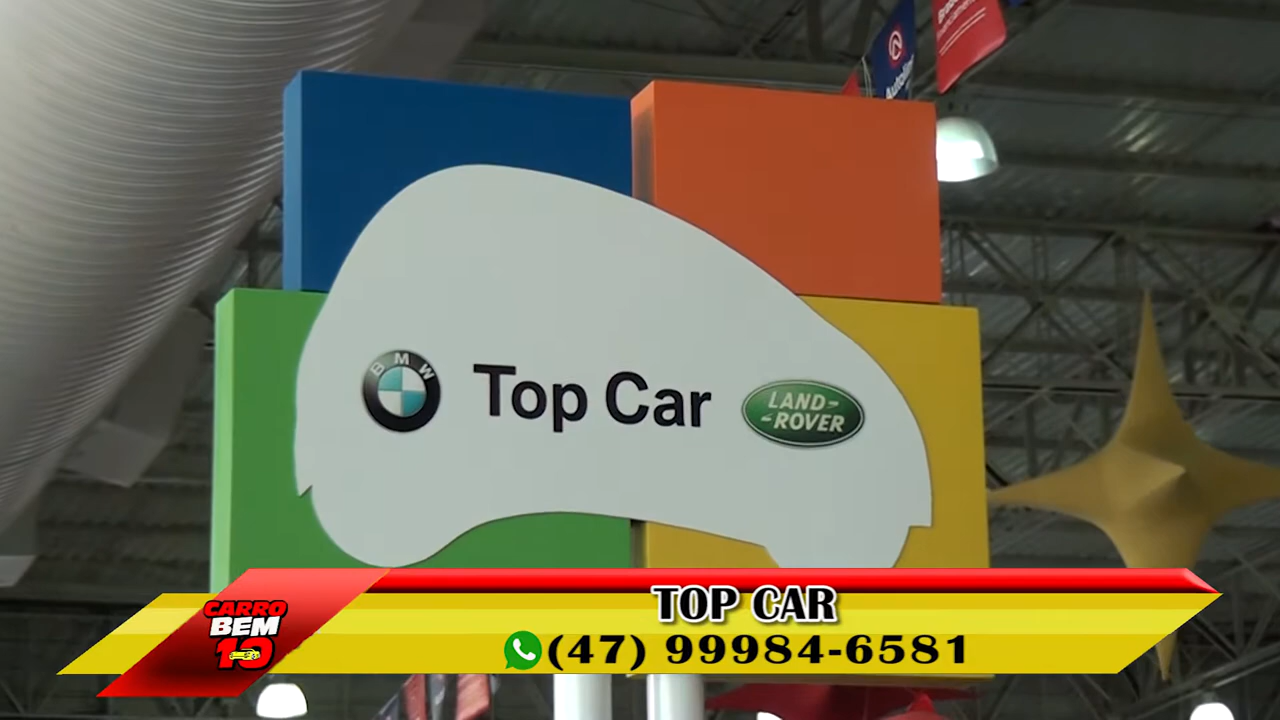 BMW
Top Car
LAND-
-ROVER
CARRO
BEM
10
TOP CAR
(47) 99984-6581